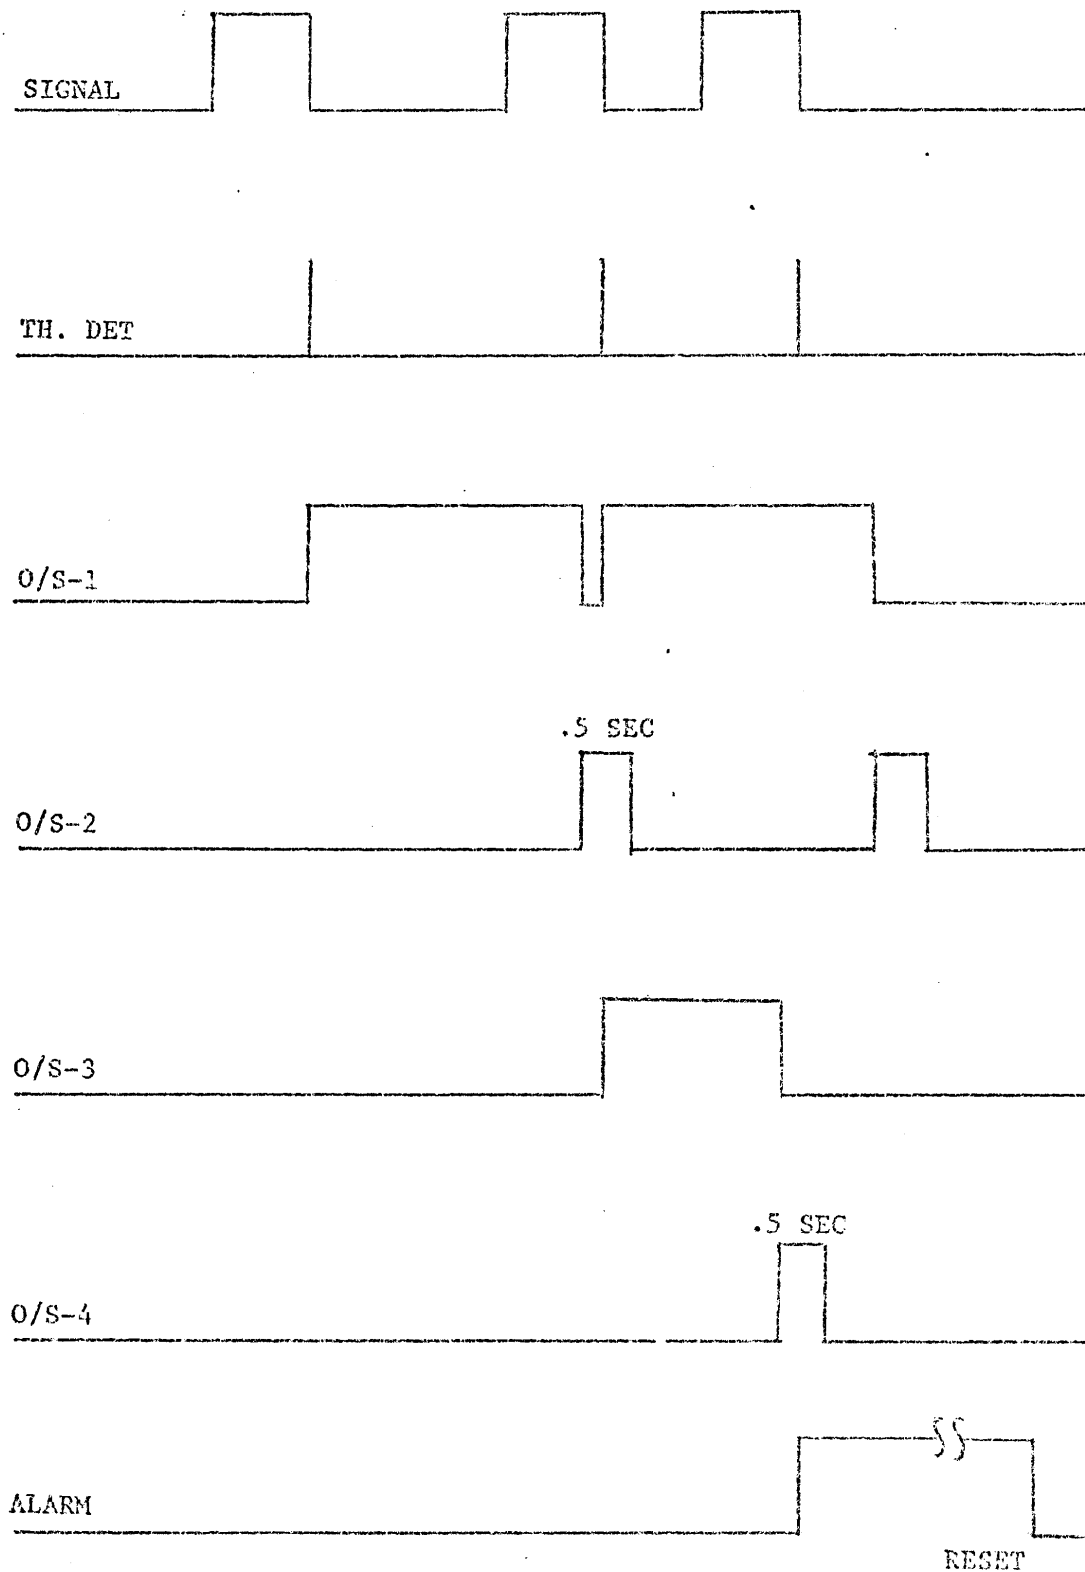 SIGNAL
TH. DET
O/S-1
.5 SEC
O/S-2
O/S-3
.5 SEC
O/S-4
ALARM
RESET